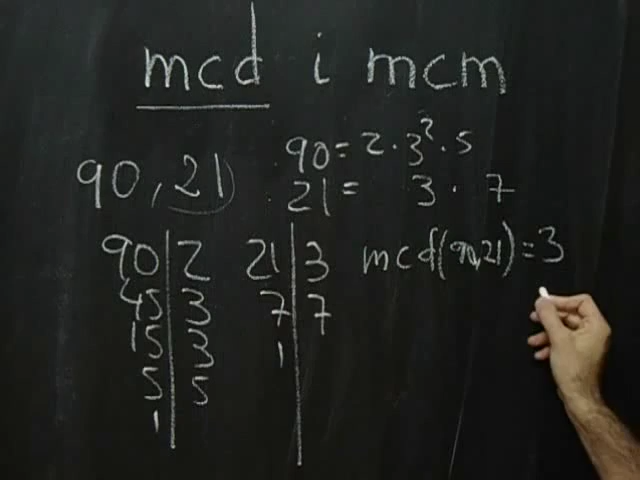 mcd i mcm
90, 21
90 = 2 · 3² · 5
21 = 3 · 7
90 | 2
45 | 3
15 | 3
5 | 5
1
21 | 3
7 | 7
1
mcd(90,21) = 3